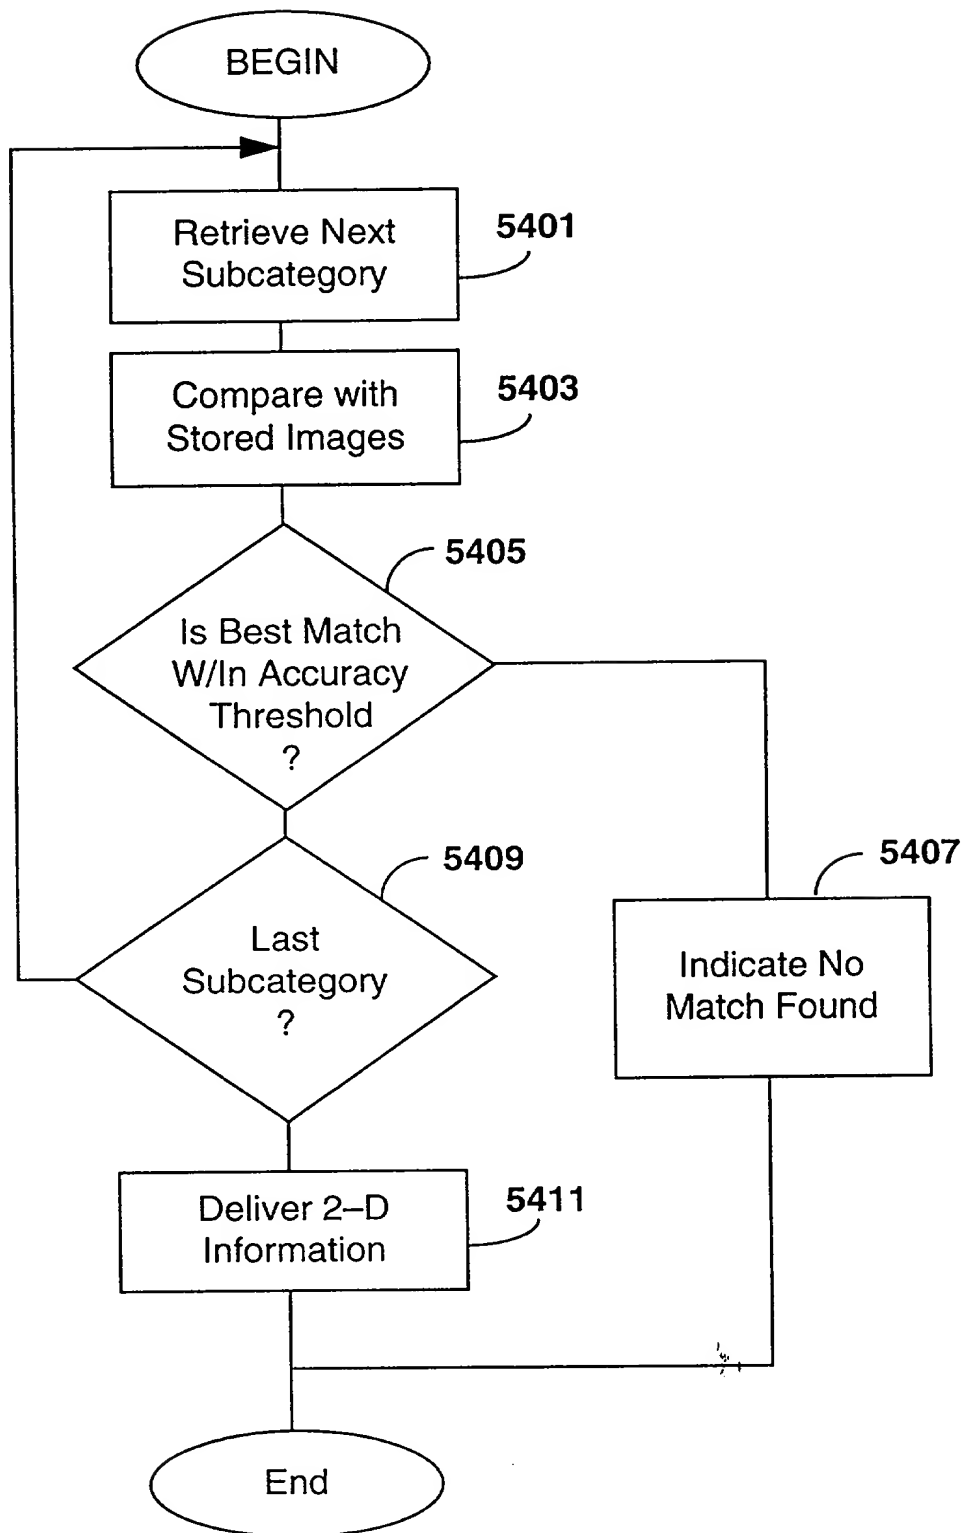 BEGIN
Retrieve Next
Subcategory
5401
Compare with
Stored Images
5403
5405
Is Best Match
W/In Accuracy
Threshold
?
5409
Last
Subcategory
?
5407
Indicate No
Match Found
Deliver 2–D
Information
5411
End